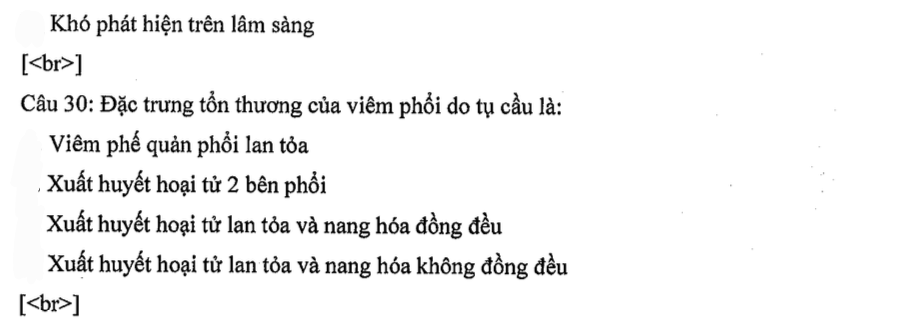 Khó phát hiện trên lâm sàng
[<br>]
Câu 30: Đặc trưng tổn thương của viêm phổi do tụ cầu là:
Viêm phế quản phổi lan tỏa
Xuất huyết hoại tử 2 bên phổi
Xuất huyết hoại tử lan tỏa và nang hóa đồng đều
Xuất huyết hoại tử lan tỏa và nang hóa không đồng đều
[<br>]